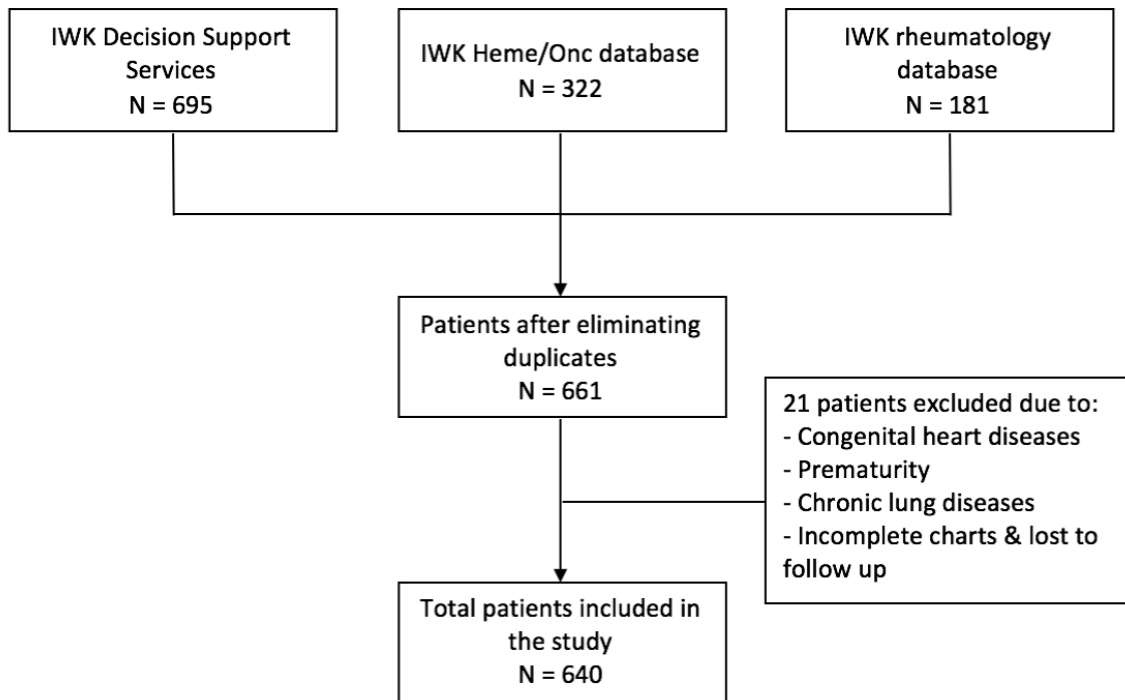 IWK Decision Support
Services
N = 695
IWK Heme/Onc database
N = 322
IWK rheumatology
database
N = 181
Patients after eliminating
duplicates
N = 661
21 patients excluded due to:
- Congenital heart diseases
- Prematurity
- Chronic lung diseases
- Incomplete charts & lost to
follow up
Total patients included in
the study
N = 640